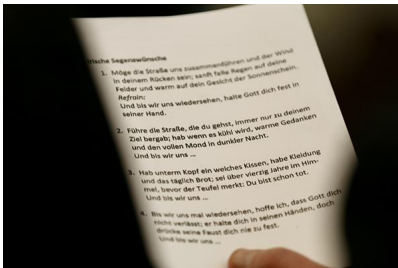 rische Segenswünsche
1. Möge die Straße uns zusammenführen und der Wind
in deinem Rücken sein; sanft falle Regen auf deine
Felder und warm auf dein Gesicht der Sonnenschein.
Refrain:
Und bis wir uns wiedersehen, halte Gott dich fest in
seiner Hand.
2. Führe die Straße, die du gehst, immer nur zu deinem
Ziel bergab; hab wenn es kühl wird, warme Gedanken
und den vollen Mond in dunkler Nacht.
Und bis wir uns ...
3. Hab unterm Kopf ein weiches Kissen, habe Kleidung
und das täglich Brot; sei über vierzig Jahre im Him-
mel, bevor der Teufel merkt: Du bist schon tot.
Und bis wir uns ...
4. Bis wir uns mal wiedersehen, hoffe ich, dass Gott dich
nicht verlässt; er halte dich in seinen Händen, doch
drücke seine Faust dich nie zu fest.
Und bis wir uns ...